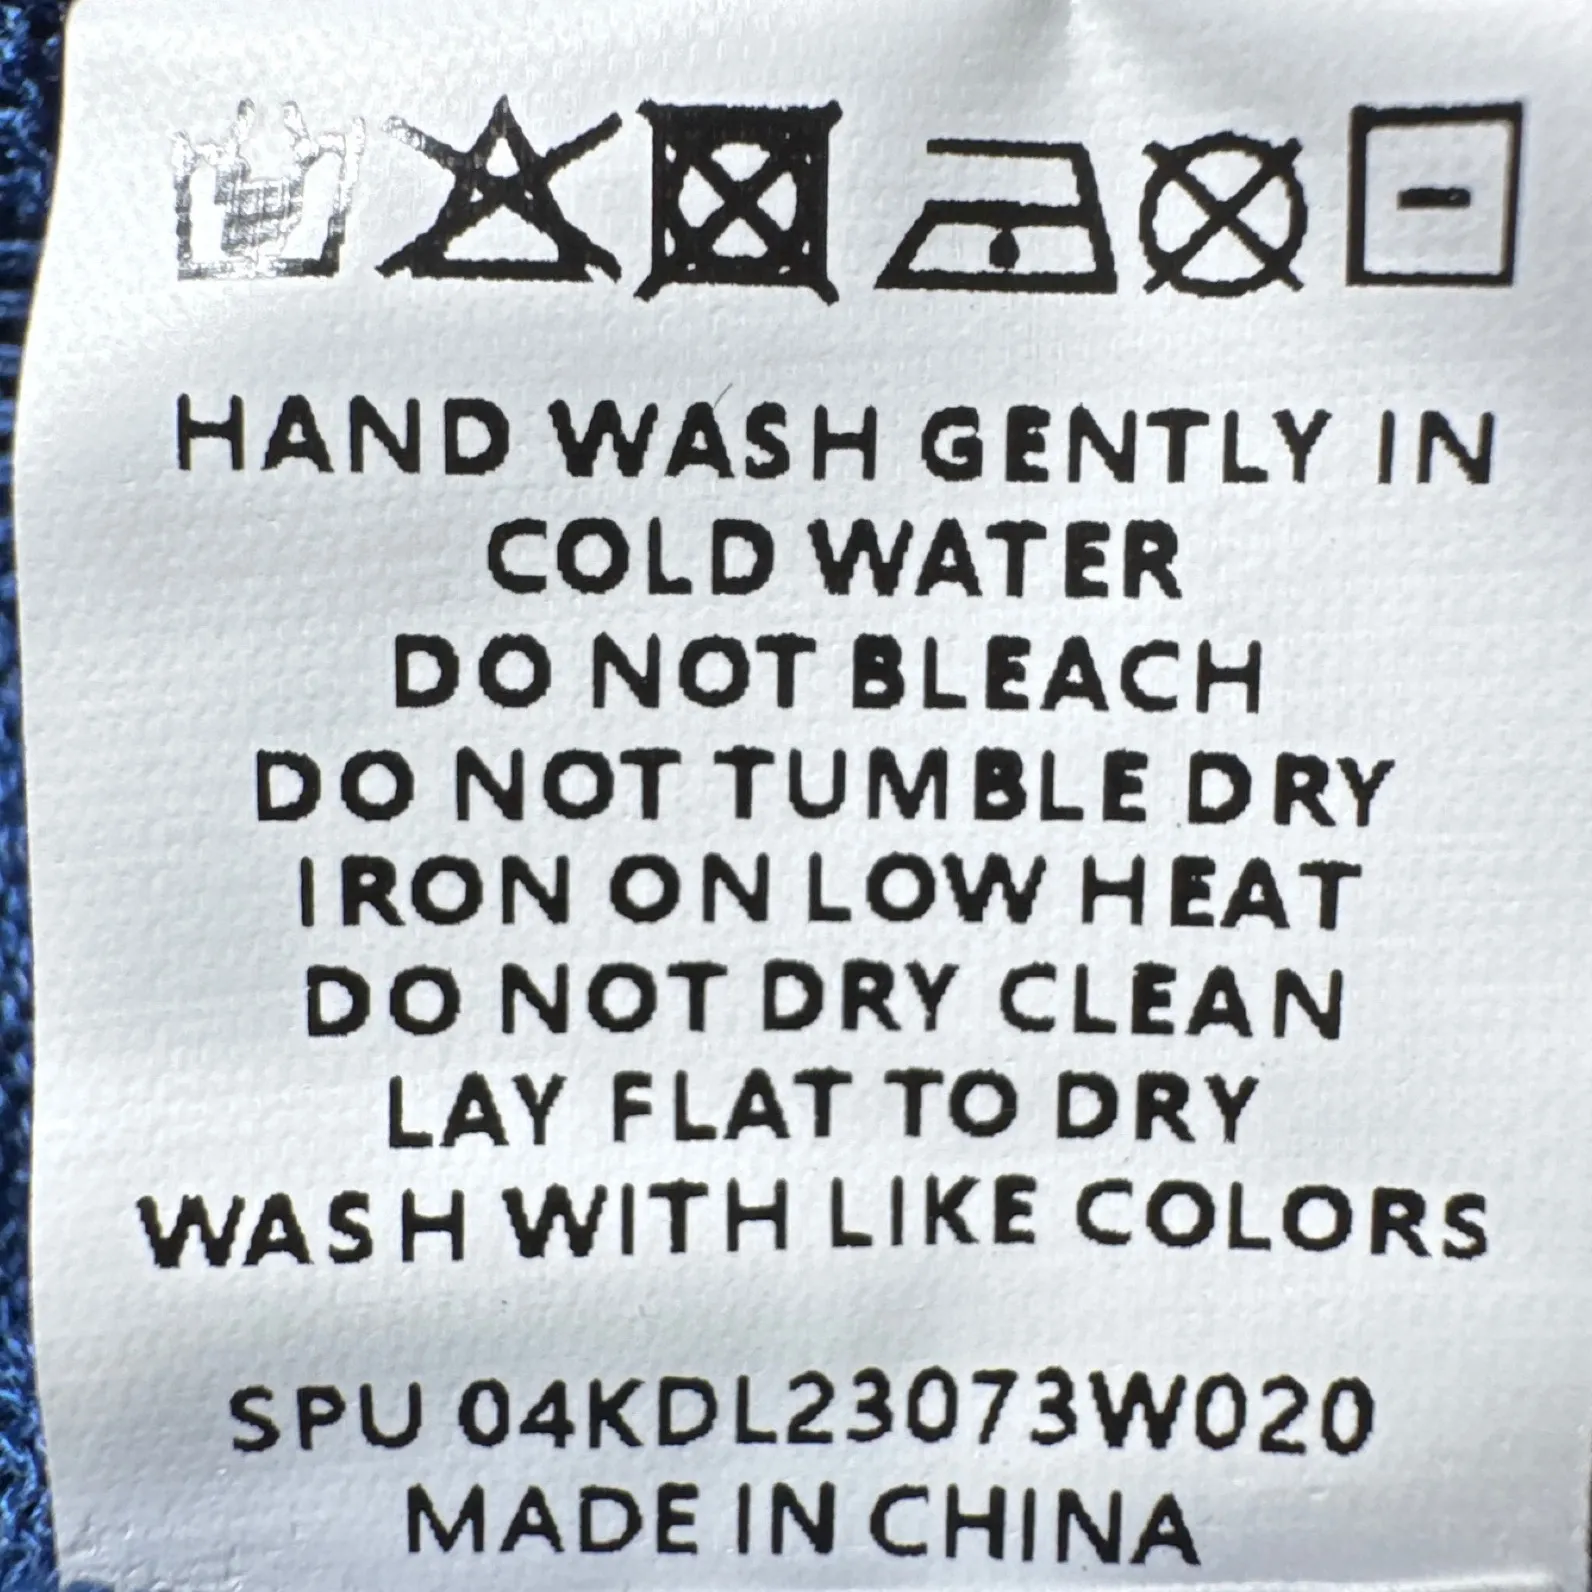 HAND WASH GENTLY IN
COLD WATER
DO NOT BLEACH
DO NOT TUMBLE DRY
IRON ON LOW HEAT
DO NOT DRY CLEAN
LAY FLAT TO DRY
WASH WITH LIKE COLORS
SPU 04KDL23073W020
MADE IN CHINA